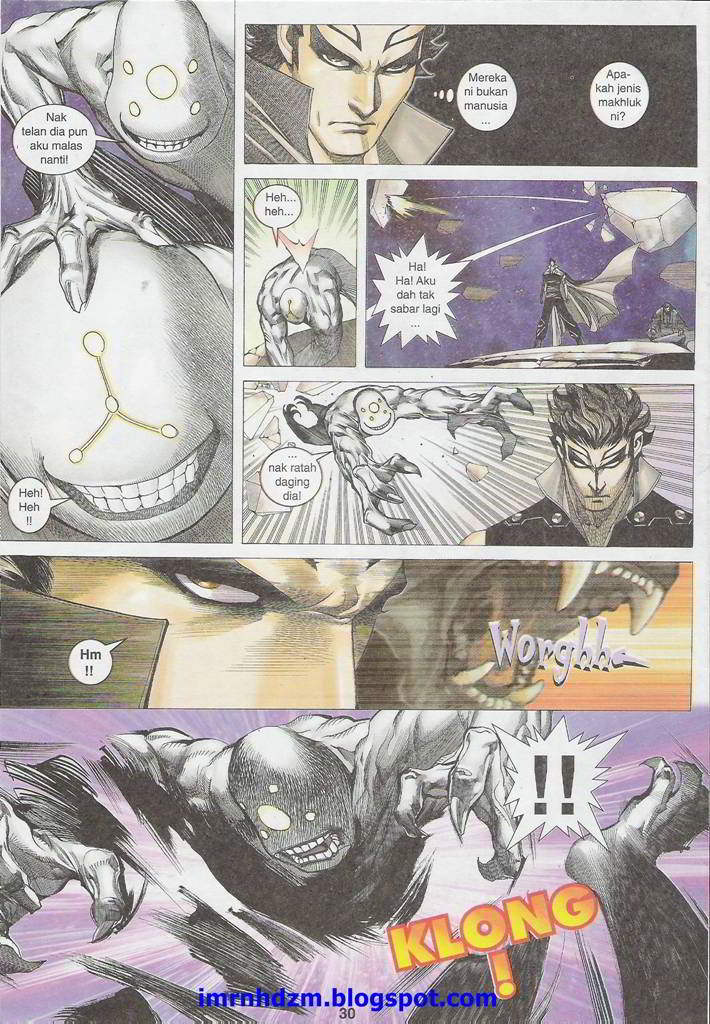 Nak
telan dia pun
aku malas
nanti!
Heh!
Heh
!!
Mereka
ni bukan
manusia
...
Apa-
kah jenis
makhluk
ni?
Heh...
heh...
Ha!
Ha! Aku
dah tak
sabar lagi
...
...
nak ratah
daging
dia!
Hm
!!
Worghhh
!!
KLONG
!
imrnhdzm.blogspot.com
30